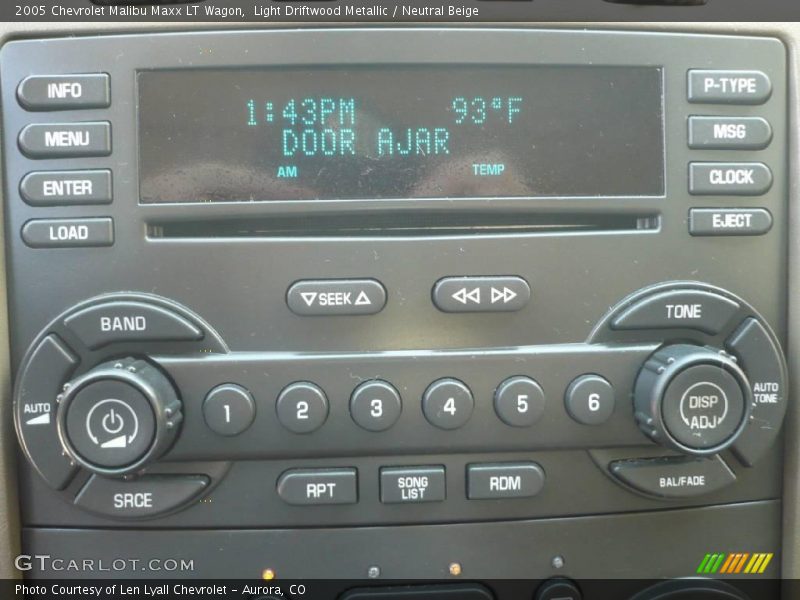 2005 Chevrolet Malibu Maxx LT Wagon, Light Driftwood Metallic / Neutral Beige
INFO
MENU
ENTER
LOAD
1:43PM 93°F
DOOR AJAR
AM TEMP
P-TYPE
MSG
CLOCK
EJECT
SEEK
BAND
TONE
AUTO
1 2 3 4 5 6
DISP
ADJ
AUTO
TONE
SRCE
RPT
SONG
LIST
RDM
BAL/FADE
GTCARLOT.COM
Photo Courtesy of Len Lyall Chevrolet - Aurora, CO